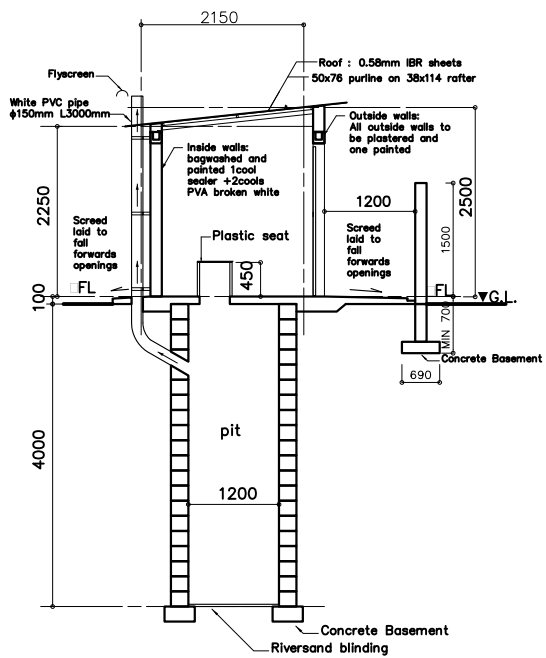 2150
Flyscreen
Roof : 0.58mm IBR sheets
50x76 purline on 38x114 rafter
White PVC pipe
ϕ150mm L3000mm
Outside walls:
All outside walls to
be plastered and
one painted
Inside walls:
bagwashed and
painted 1cool
sealer +2cools
PVA broken white
2250
2500
1200
1500
Screed
laid to
fall
forwards
openings
Plastic seat
Screed
laid to
fall
forwards
openings
450
□FL
□FL
▼G.L.
100
MIN 700
Concrete Basement
690
pit
4000
1200
Concrete Basement
Riversand blinding